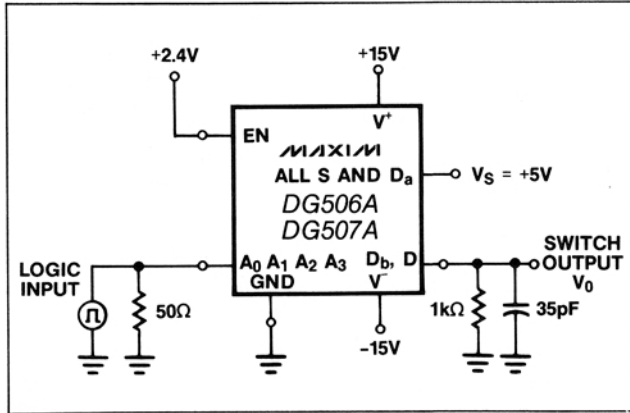 +2.4V
+15V
EN
V+
MAXIM
ALL S AND Da
VS = +5V
DG506A
DG507A
LOGIC
INPUT
A0 A1 A2 A3
Db, D
SWITCH
OUTPUT
V0
GND
V−
50Ω
1kΩ
35pF
−15V